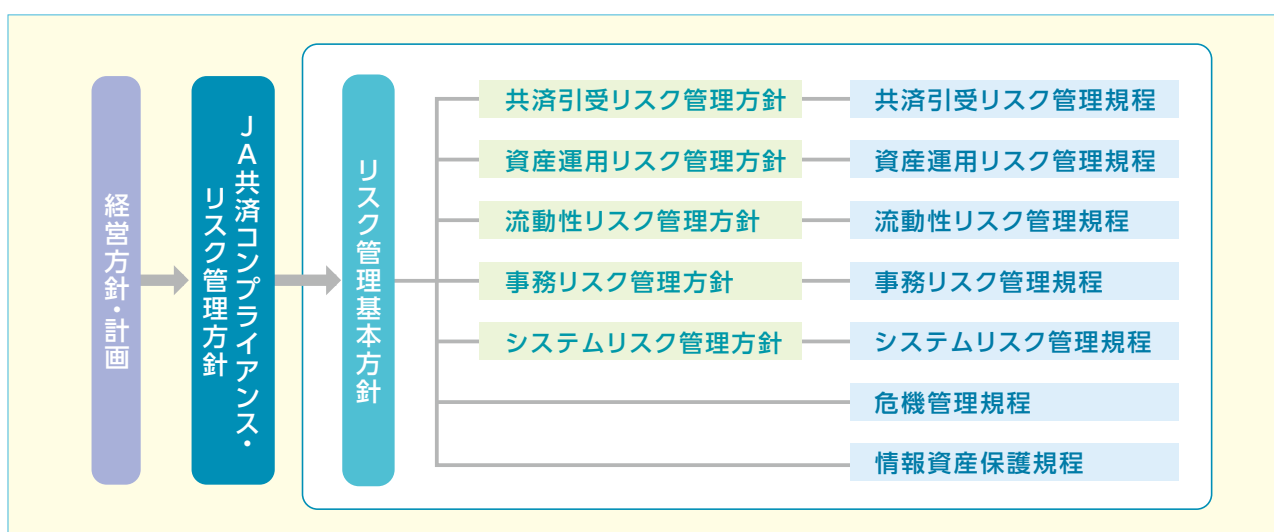 経営方針・計画
JA共済コンプライアンス・
リスク管理方針
リスク管理基本方針
共済引受リスク管理方針
共済引受リスク管理規程
資産運用リスク管理方針
資産運用リスク管理規程
流動性リスク管理方針
流動性リスク管理規程
事務リスク管理方針
事務リスク管理規程
システムリスク管理方針
システムリスク管理規程
危機管理規程
情報資産保護規程